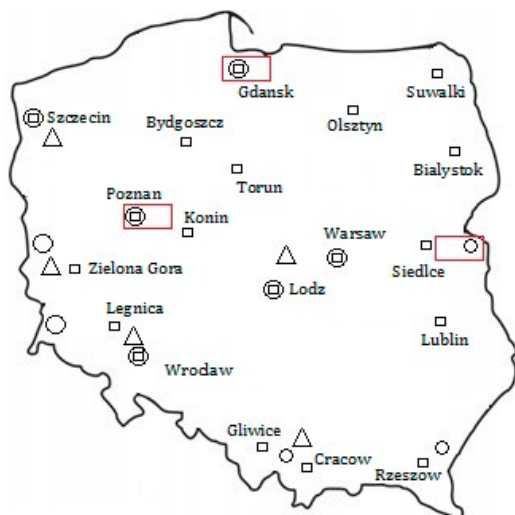 Gdansk
Suwalki
Szczecin
Bydgoszcz
Olsztyn
Bialystok
Torun
Poznan
Konin
Warsaw
Siedlce
Zielona Gora
Lodz
Legnica
Lublin
Wroclaw
Gliwice
Cracow
Rzeszow